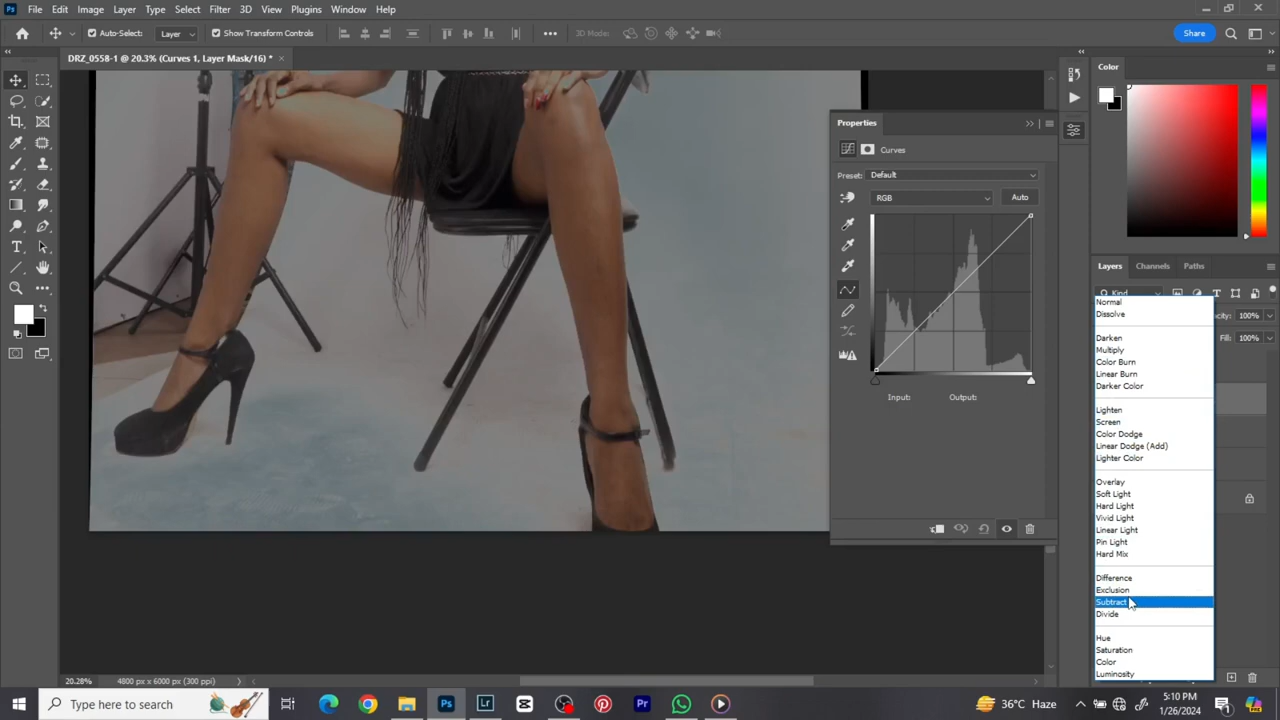 Ps File Edit Image Layer Type Select Filter 3D View Plugins Window Help
Auto-Select: Layer Show Transform Controls 3D Mode: Share
DRZ_0558-1 @ 20.3% (Curves 1, Layer Mask/16) *
Color
Properties
Curves
Preset: Default
RGB Auto
Input: Output:
Layers Channels Paths
Kind
Normal
Dissolve
Opacity: 100%
Darken
Fill: 100%
Multiply
Color Burn
Linear Burn
Darker Color
Lighten
Screen
Color Dodge
Linear Dodge (Add)
Lighter Color
Overlay
Soft Light
Hard Light
Vivid Light
Linear Light
Pin Light
Hard Mix
Difference
Exclusion
Subtract
Divide
Hue
Saturation
Color
Luminosity
20.28% 4800 px x 6000 px (300 ppi)
Type here to search
Ps Lr Pr
36°C Haze
5:10 PM
1/26/2024